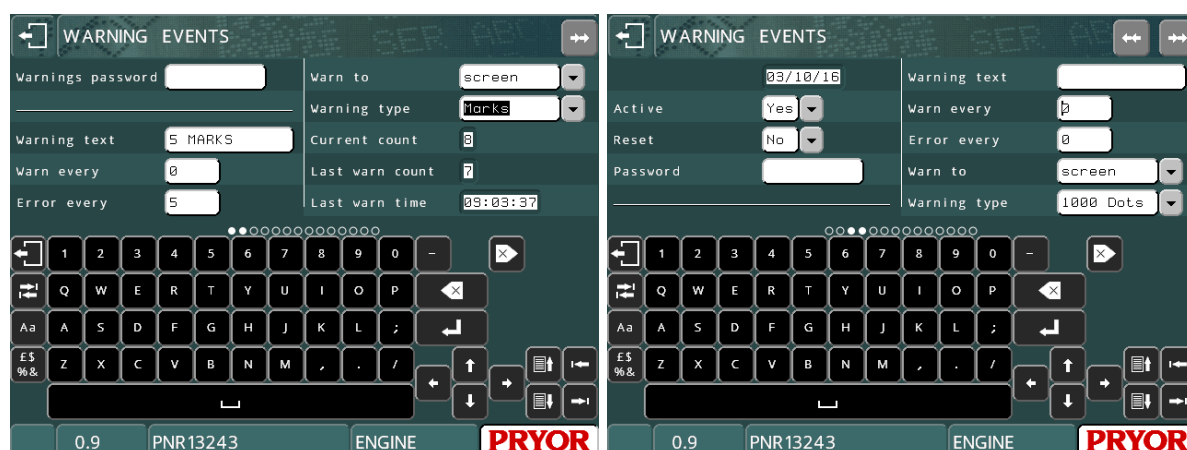 WARNING EVENTS
Warnings password
Warning text 5 MARKS
Warn every 0
Error every 5
Warn to screen
Warning type Marks
Current count 8
Last warn count 7
Last warn time 09:03:37
1 2 3 4 5 6 7 8 9 0 -
Q W E R T Y U I O P
Aa A S D F G H J K L ;
£$ %& Z X C V B N M , . /
0.9 PNR13243 ENGINE PRYOR
WARNING EVENTS
03/10/16
Active Yes
Reset No
Password
Warning text
Warn every 0
Error every 0
Warn to screen
Warning type 1000 Dots
1 2 3 4 5 6 7 8 9 0 -
Q W E R T Y U I O P
Aa A S D F G H J K L ;
£$ %& Z X C V B N M , . /
0.9 PNR13243 ENGINE PRYOR